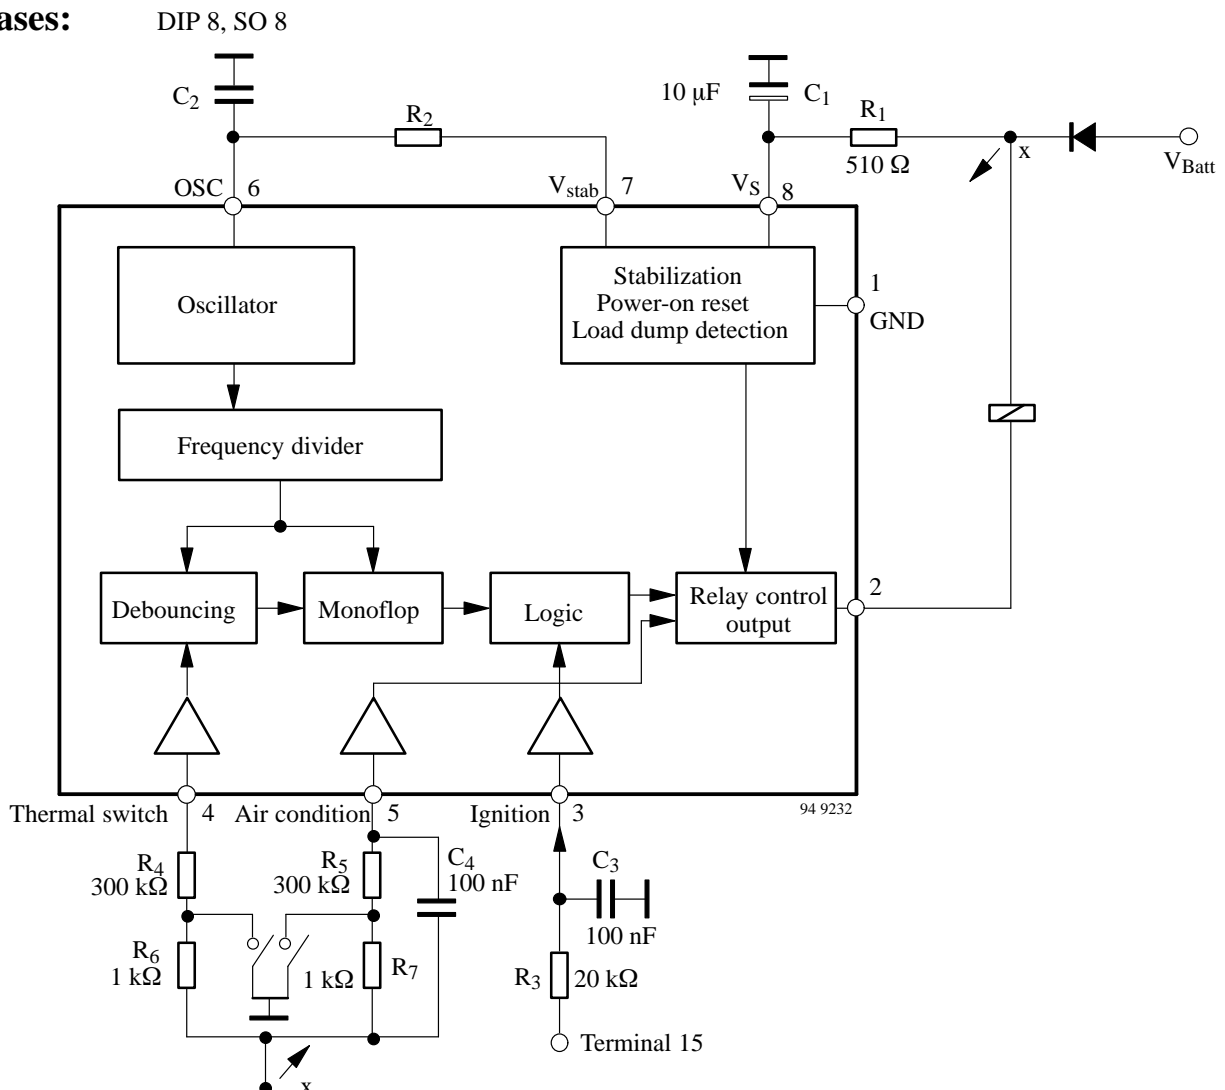 ases: DIP 8, SO 8
C2
10 μF C1
R2
R1
510 Ω
x
VBatt
OSC 6
Vstab 7
VS 8
Oscillator
Stabilization
Power-on reset
Load dump detection
1
GND
Frequency divider
Debouncing
Monoflop
Logic
Relay control
output
2
Thermal switch 4
Air condition 5
Ignition 3
94 9232
R4
300 kΩ
R5
300 kΩ
C4
100 nF
C3
100 nF
R6
1 kΩ
1 kΩ
R7
R3 20 kΩ
Terminal 15
x